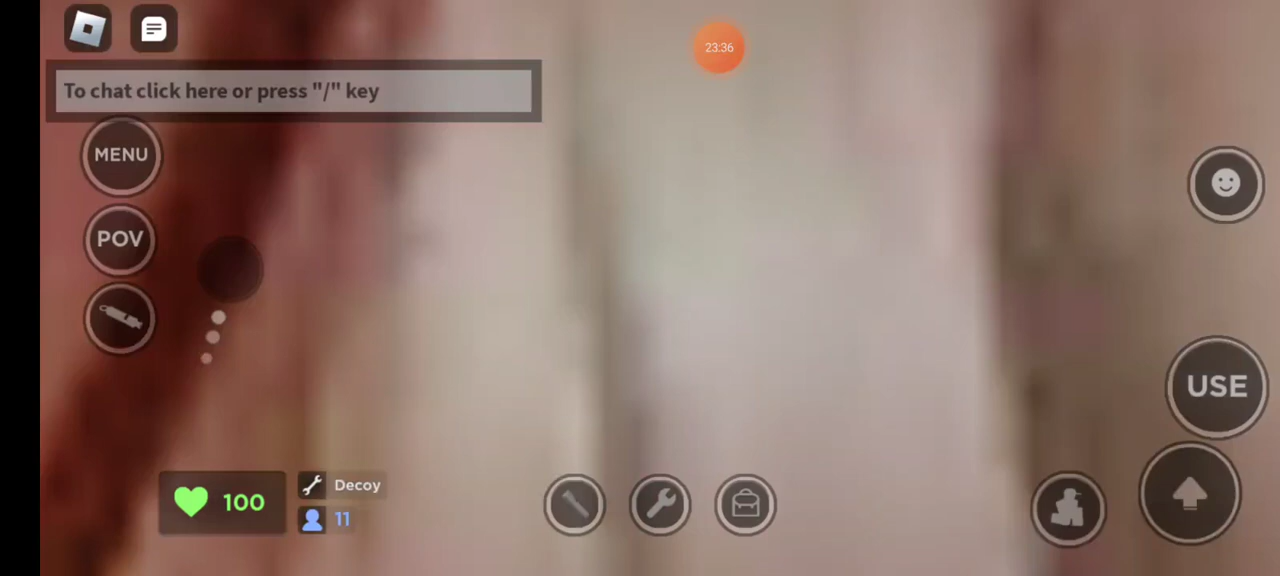 23:36
To chat click here or press "/" key
MENU
POV
USE
100
Decoy
11